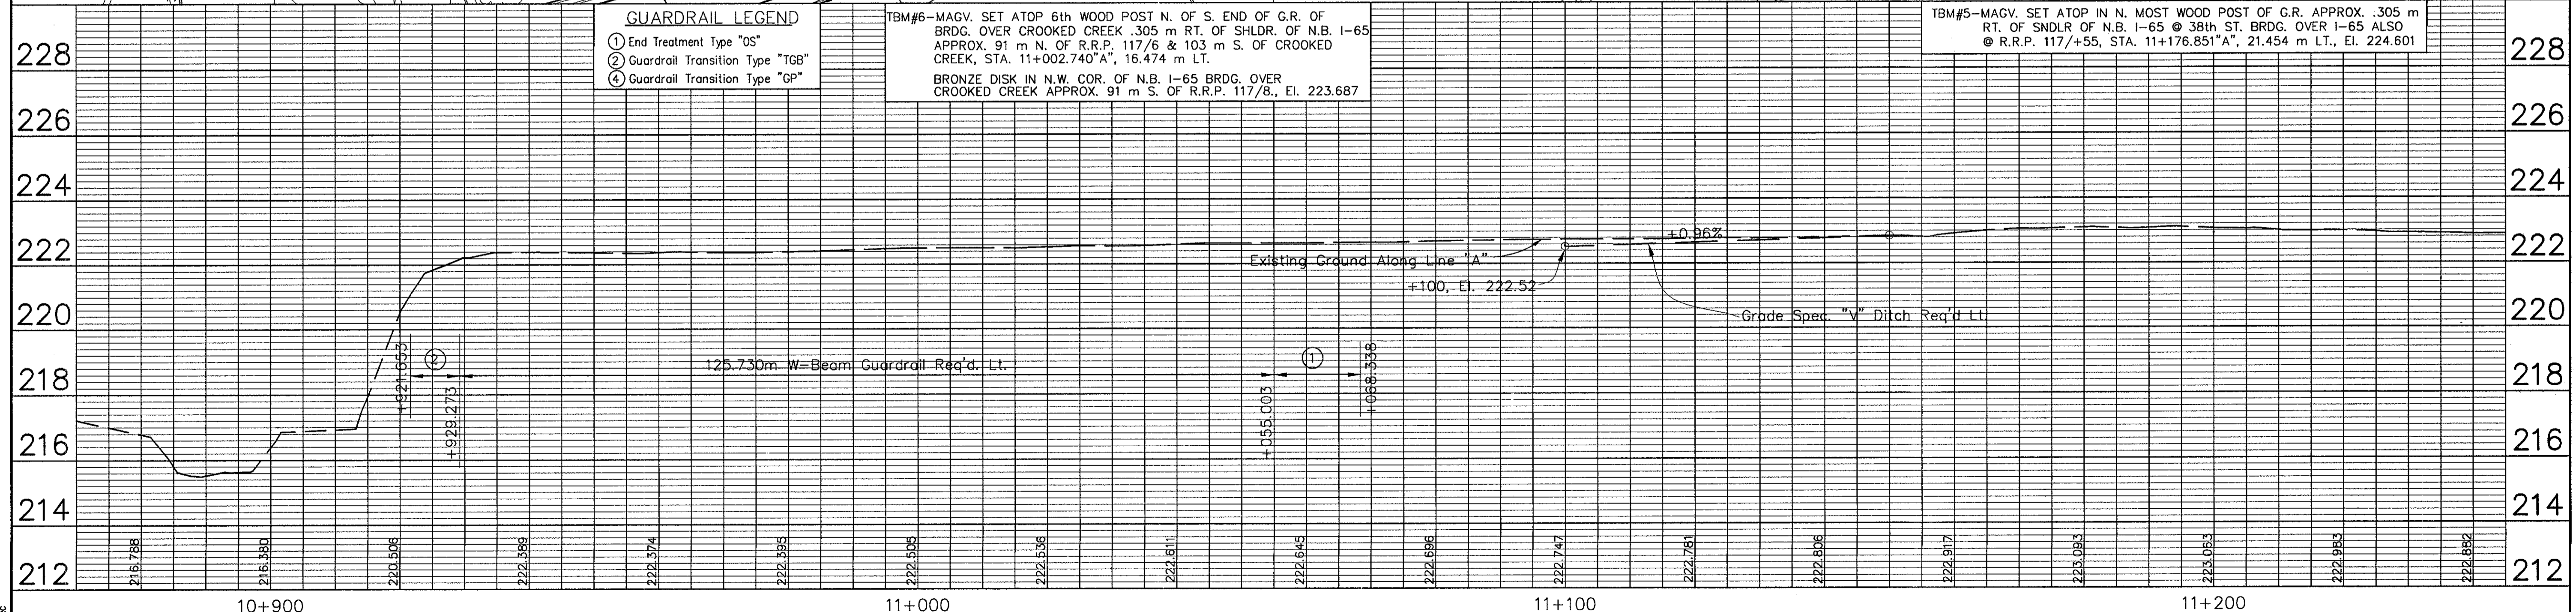 GUARDRAIL LEGEND
1 End Treatment Type "OS"
2 Guardrail Transition Type "TGB"
4 Guardrail Transition Type "GP"
TBM#6-MAGV. SET ATOP 6th WOOD POST N. OF S. END OF G.R. OF
BRDG. OVER CROOKED CREEK .305 m RT. OF SHLDR. OF N.B. I-65
APPROX. 91 m N. OF R.R.P. 117/6 & 103 m S. OF CROOKED
CREEK, STA. 11+002.740"A", 16.474 m LT.
BRONZE DISK IN N.W. COR. OF N.B. I-65 BRDG. OVER
CROOKED CREEK APPROX. 91 m S. OF R.R.P. 117/8., El. 223.687
TBM#5-MAGV. SET ATOP IN N. MOST WOOD POST OF G.R. APPROX. .305 m
RT. OF SNDLR OF N.B. I-65 @ 38th ST. BRDG. OVER I-65 ALSO
@ R.R.P. 117/+55, STA. 11+176.851"A", 21.454 m LT., El. 224.601
228 228
226 226
224 224
222 222
220 220
218 218
216 216
214 214
212 212
+0.96%
Existing Ground Along Line "A"
+100, El. 222.52
Grade Spec. "V" Ditch Req'd Lt.
+921.653
2
+929.273
125.730m W-Beam Guardrail Req'd. Lt.
+055.003
1
+068.338
216.788 216.380 220.506 222.389 222.374 222.395 222.505 222.536 222.611 222.645 222.696 222.747 222.781 222.806 222.917 223.093 223.063 222.983 222.882
10+900 11+000 11+100 11+200